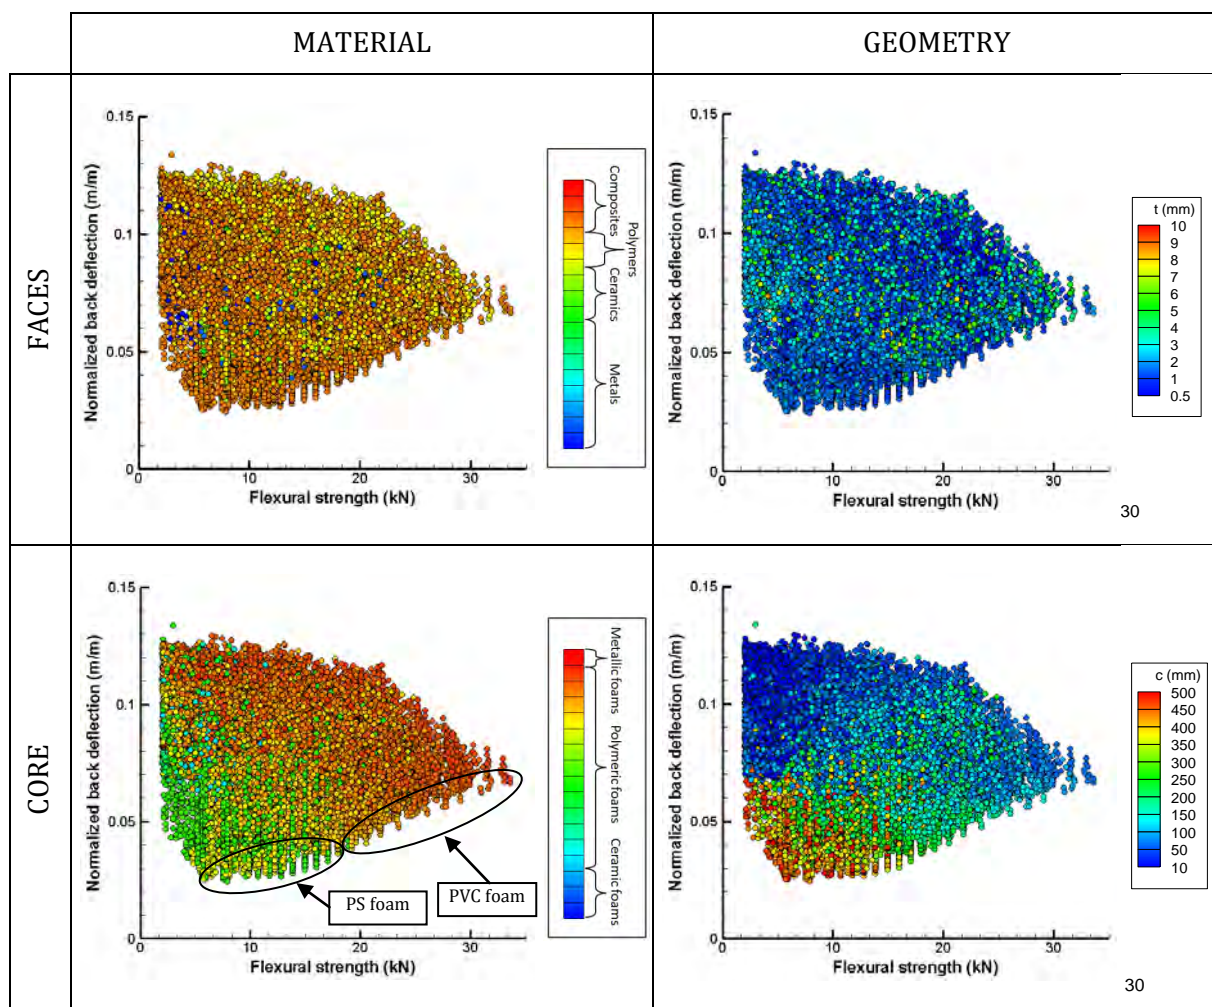 MATERIAL
GEOMETRY
FACES
Normalized back deflection (m/m)
0.15
0.1
0.05
0
0
10
20
30
Flexural strength (kN)
Composites
Polymers
Ceramics
Metals
Normalized back deflection (m/m)
0.15
0.1
0.05
0
0
10
20
30
Flexural strength (kN)
t (mm)
10
9
8
7
6
5
4
3
2
1
0.5
30
CORE
Normalized back deflection (m/m)
0.15
0.1
0.05
0
0
10
20
30
Flexural strength (kN)
PS foam
PVC foam
Metallic foams
Polymeric foams
Ceramic foams
Normalized back deflection (m/m)
0.15
0.1
0.05
0
0
10
20
30
Flexural strength (kN)
c (mm)
500
450
400
350
300
250
200
150
100
50
10
30